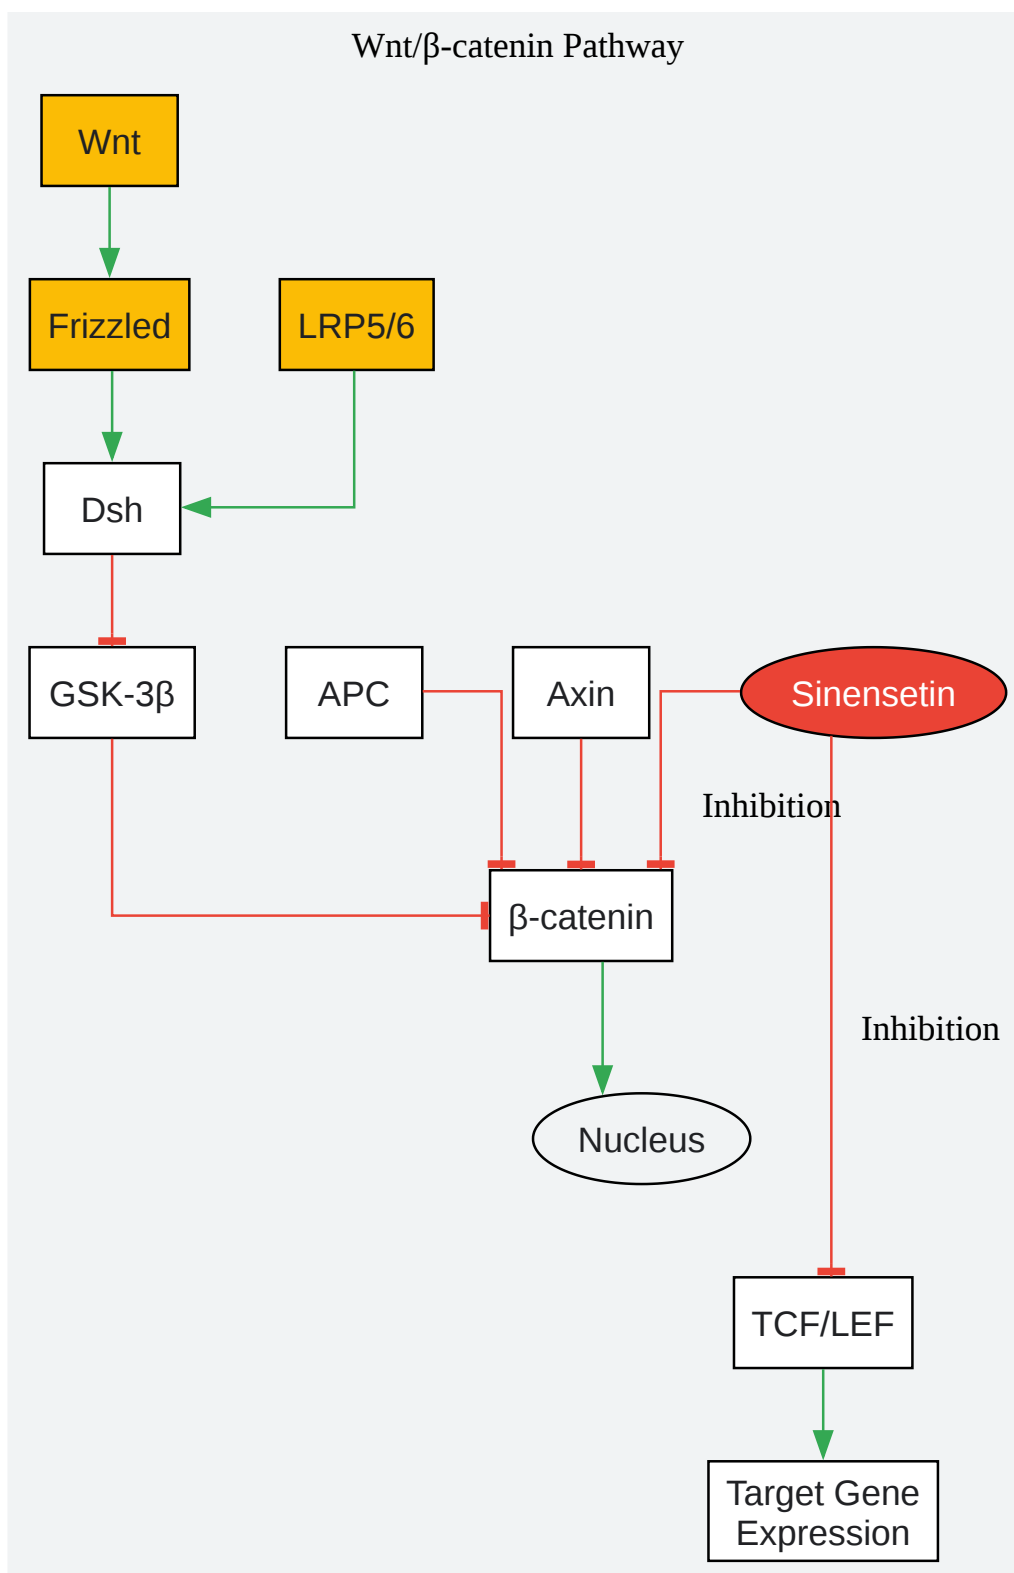 Wnt/β-catenin Pathway
Wnt
Frizzled
LRP5/6
Dsh
GSK-3β
APC
Axin
Sinensetin
Inhibition
β-catenin
Inhibition
Nucleus
TCF/LEF
Target Gene
Expression